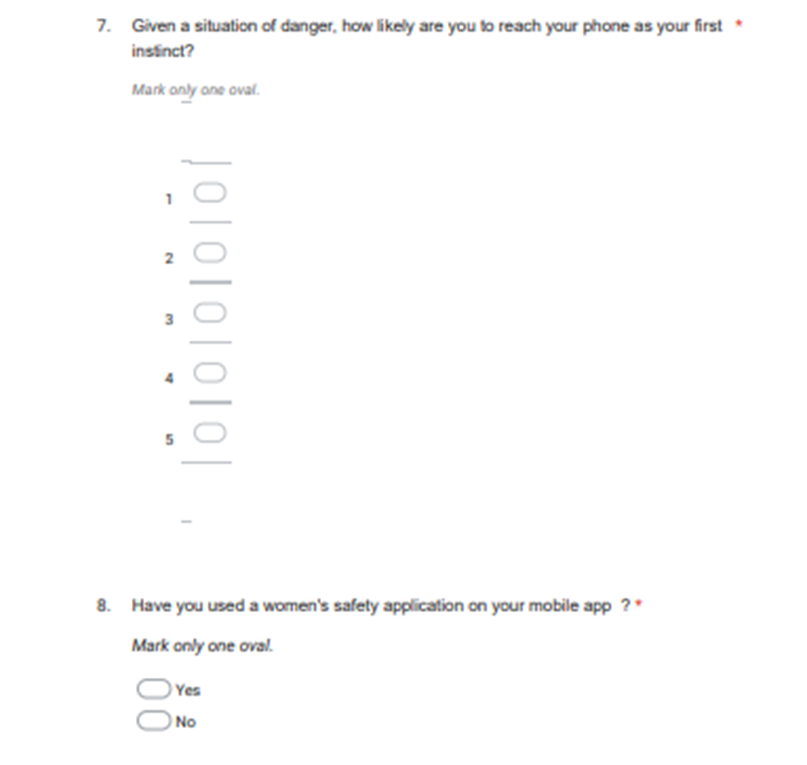 7. Given a situation of danger, how likely are you to reach your phone as your first *
instinct?
Mark only one oval.
1
2
3
4
5
8. Have you used a women's safety application on your mobile app ? *
Mark only one oval.
Yes
No